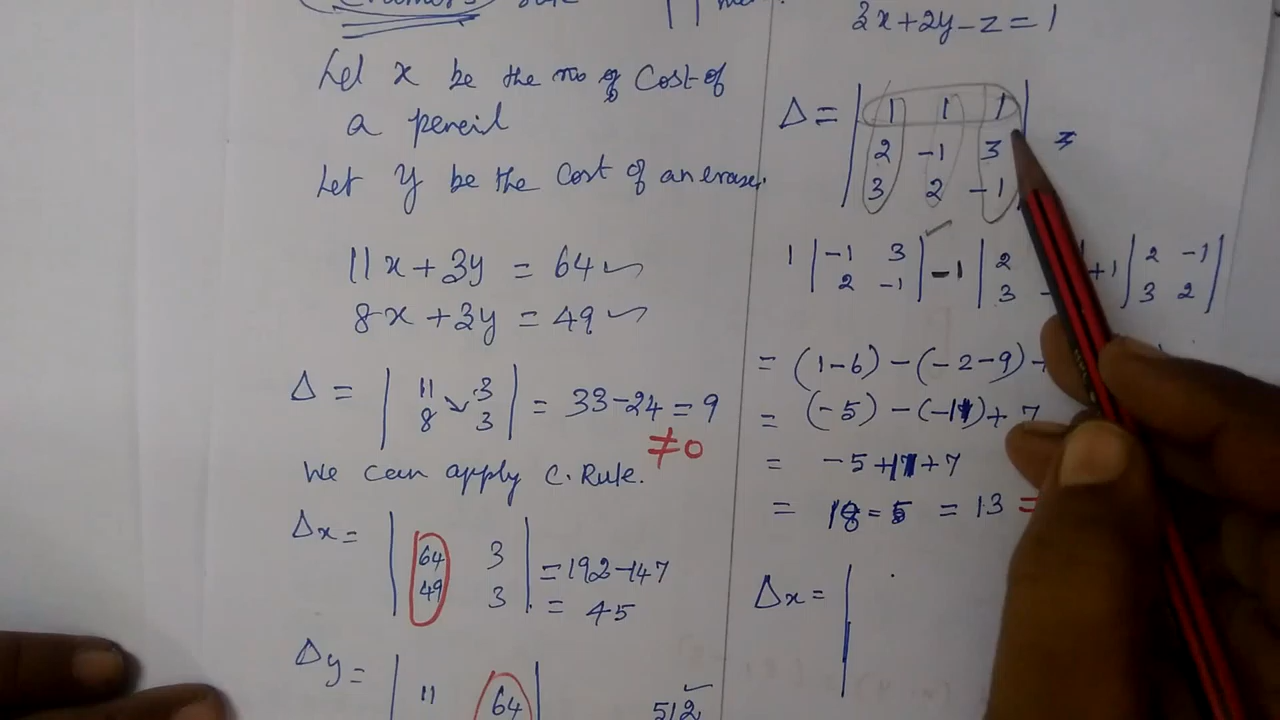 Let x be the no of Cost of
a pencil
Let y be the Cost of an eraser.
11x + 3y = 64
8x + 3y = 49
Δ = | 11 3 | = 33 - 24 = 9
| 8 3 |
≠ 0
We can apply C. Rule.
Δx = | 64 3 | = 192 - 147
| 49 3 | = 45
Δy = | 11 64 |
512
3x + 2y - z = 1
Δ = | 1 1 1 | =
| 2 -1 3 |
| 3 2 -1 |
1 | -1 3 | -1 | 2 +1 | 2 -1 |
| 2 -1 | | 3 - | 3 2 |
= (1-6) - (-2-9) +
= (-5) - (-11) + 7
= -5 + 11 + 7
= 18 - 5 = 13 =
Δx = |